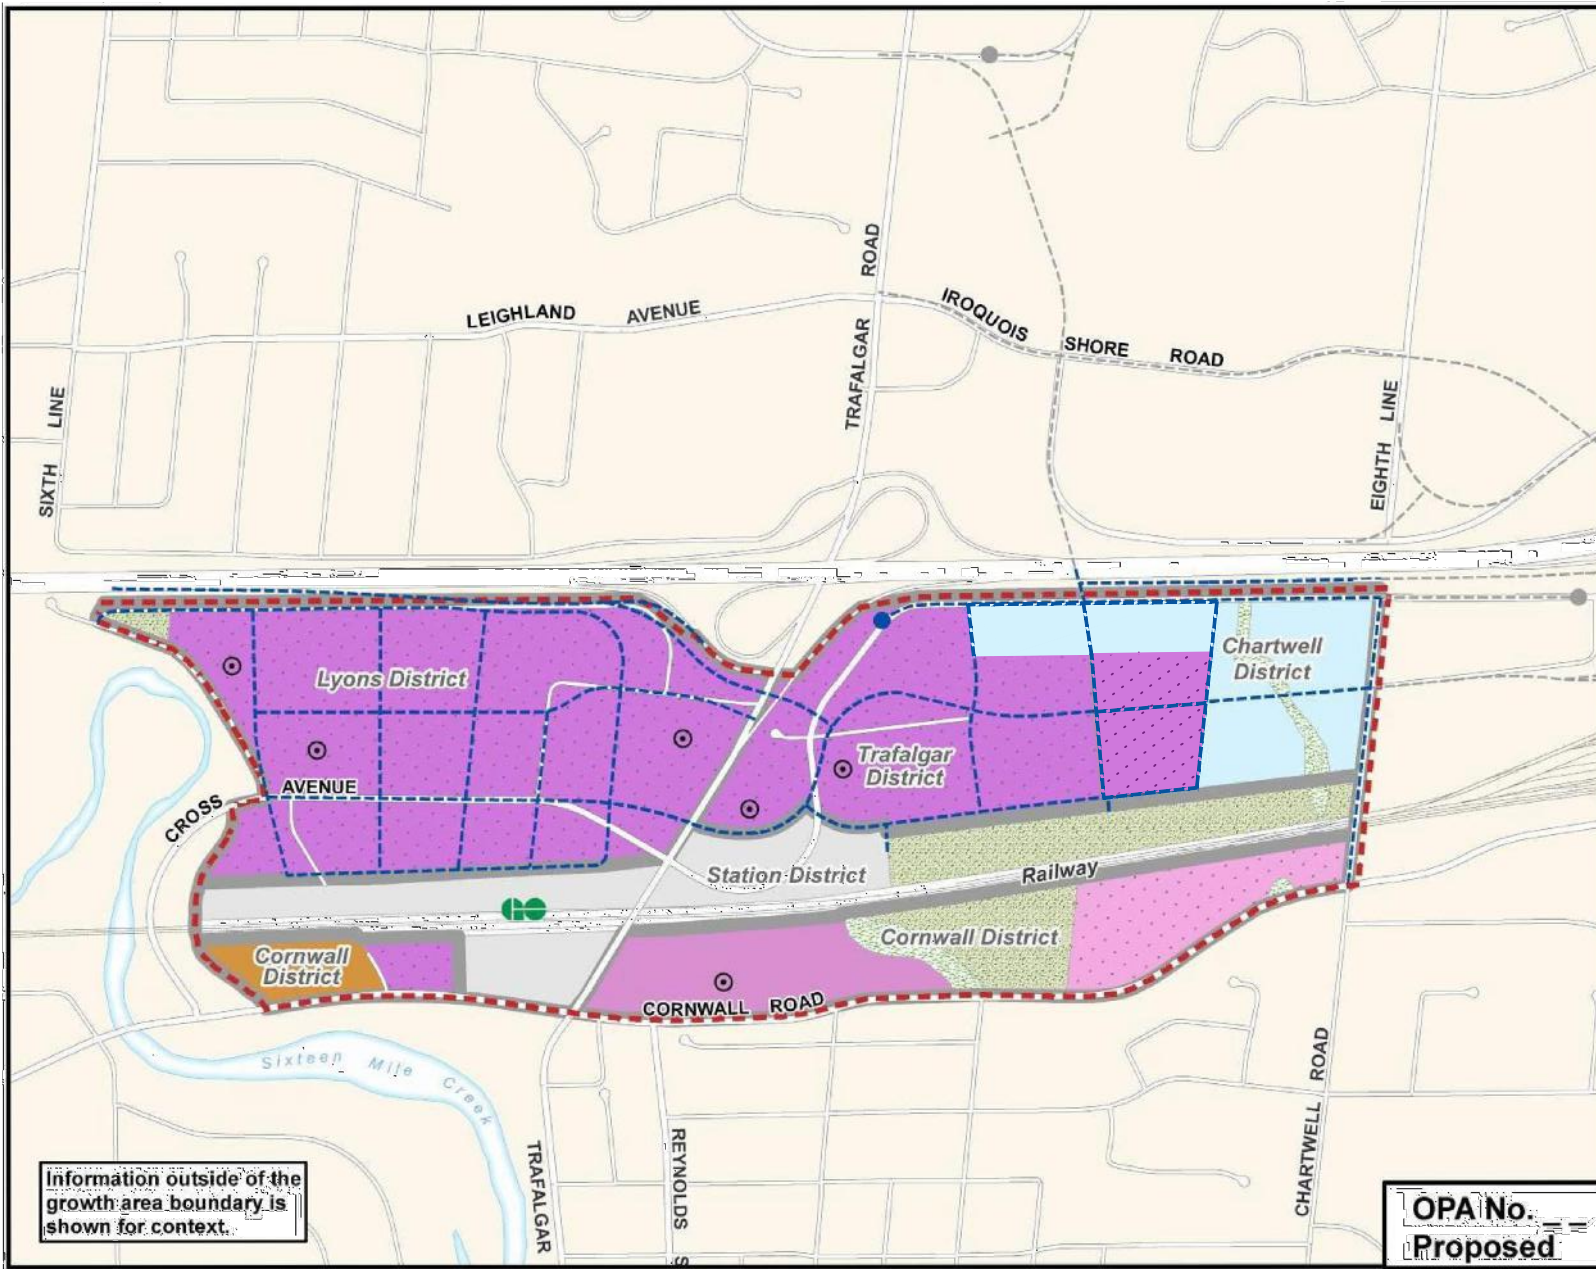 ROAD
TRAFALGAR
LEIGHLAND AVENUE
IROQUOIS SHORE ROAD
SIXTH LINE
EIGHTH LINE
Lyons District
Chartwell
District
Trafalgar
District
CROSS AVENUE
Station District
Railway
GO
Cornwall
District
Cornwall District
CORNWALL ROAD
Sixteen Mile Creek
TRAFALGAR
REYNOLDS S
CHARTWELL ROAD
Information outside of the
growth area boundary is
shown for context.
OPA No. _ _
Proposed